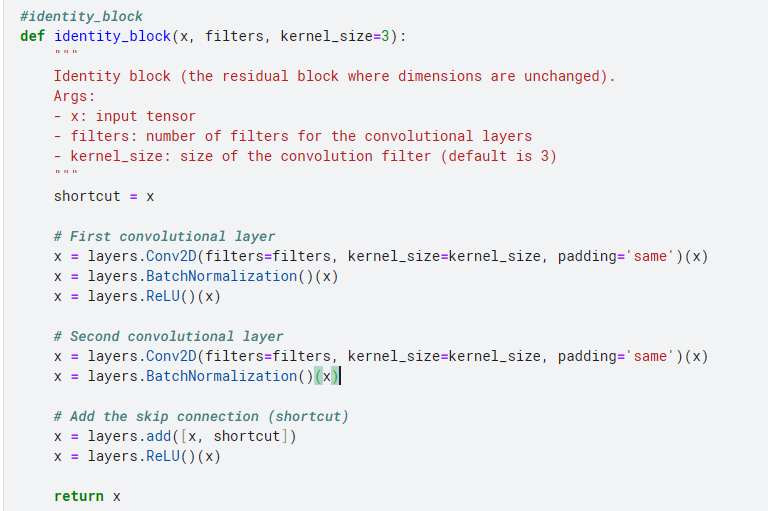 #identity_block
def identity_block(x, filters, kernel_size=3):
    """
    Identity block (the residual block where dimensions are unchanged).
    Args:
    - x: input tensor
    - filters: number of filters for the convolutional layers
    - kernel_size: size of the convolution filter (default is 3)
    """
    shortcut = x

    # First convolutional layer
    x = layers.Conv2D(filters=filters, kernel_size=kernel_size, padding='same')(x)
    x = layers.BatchNormalization()(x)
    x = layers.ReLU()(x)

    # Second convolutional layer
    x = layers.Conv2D(filters=filters, kernel_size=kernel_size, padding='same')(x)
    x = layers.BatchNormalization()(x)

    # Add the skip connection (shortcut)
    x = layers.add([x, shortcut])
    x = layers.ReLU()(x)

    return x